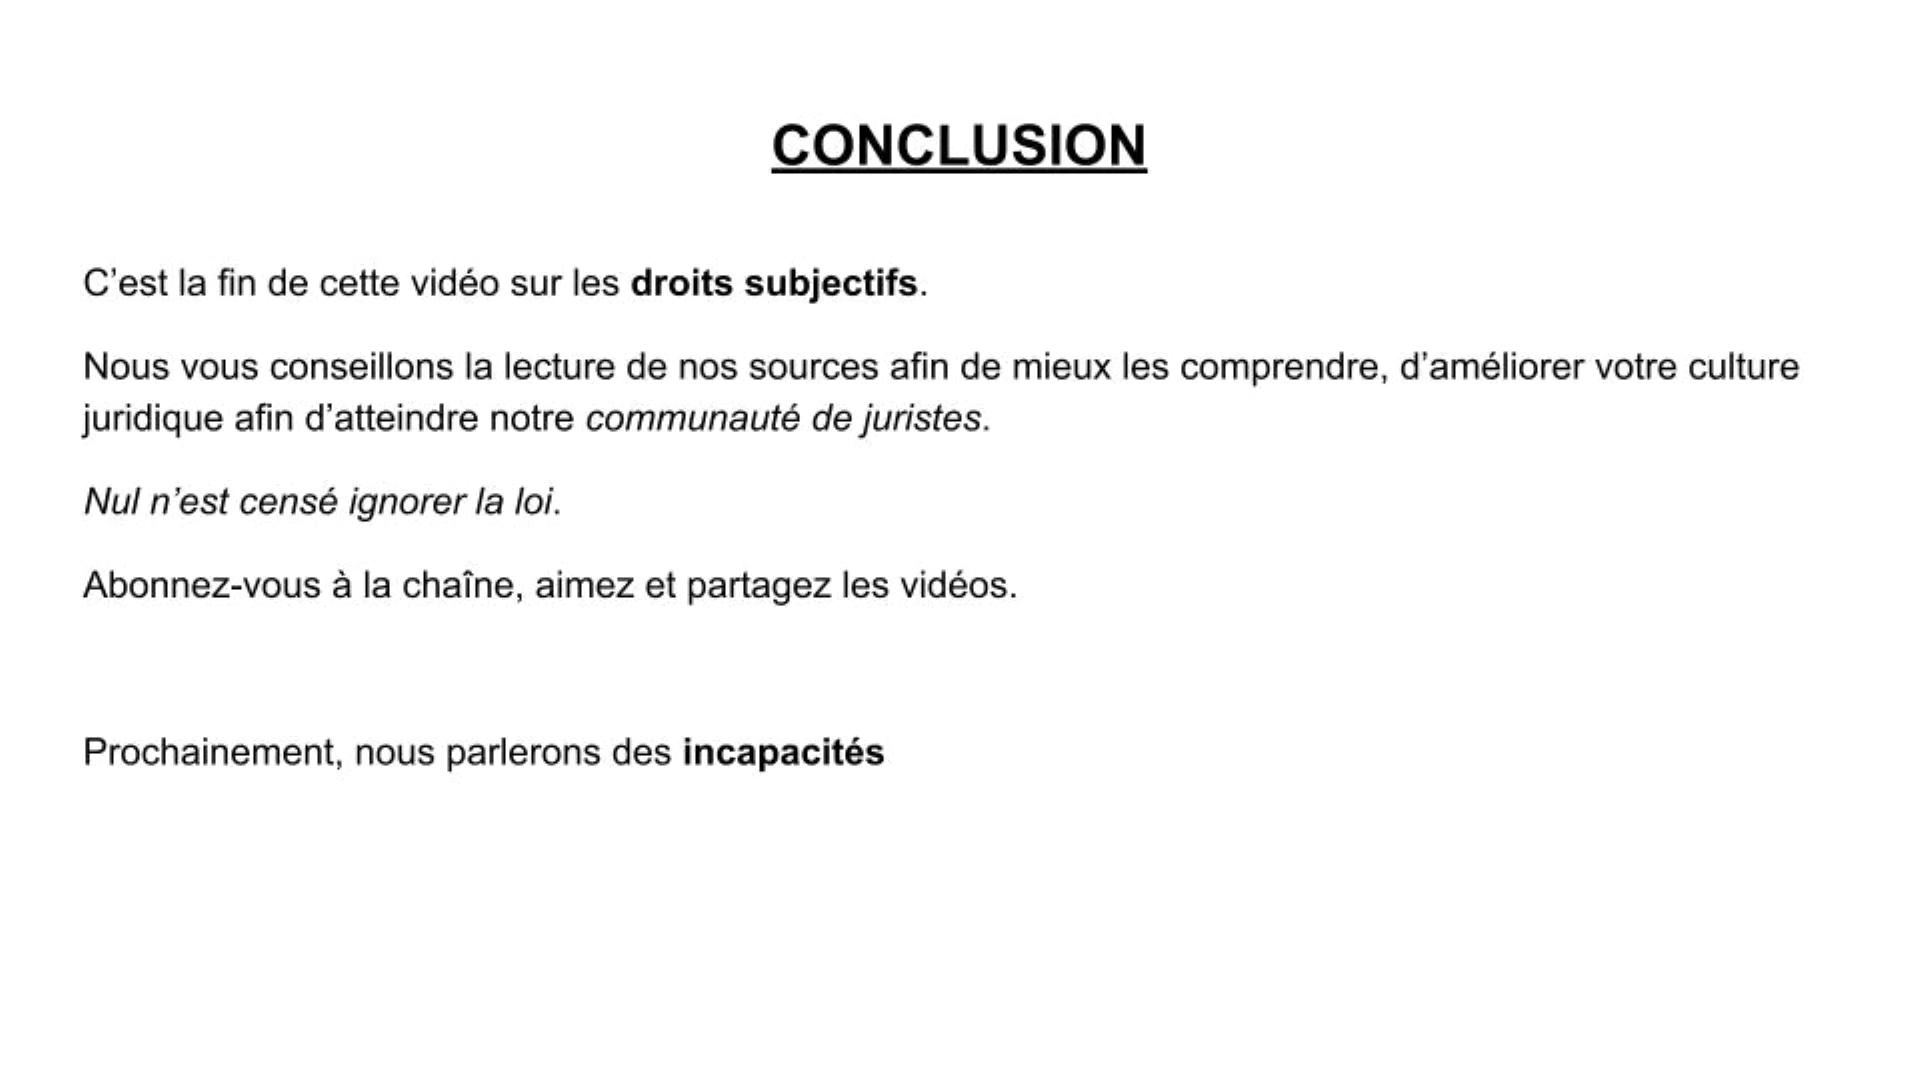 CONCLUSION
C’est la fin de cette vidéo sur les droits subjectifs.
Nous vous conseillons la lecture de nos sources afin de mieux les comprendre, d’améliorer votre culture
juridique afin d’atteindre notre communauté de juristes.
Nul n’est censé ignorer la loi.
Abonnez-vous à la chaîne, aimez et partagez les vidéos.
Prochainement, nous parlerons des incapacités